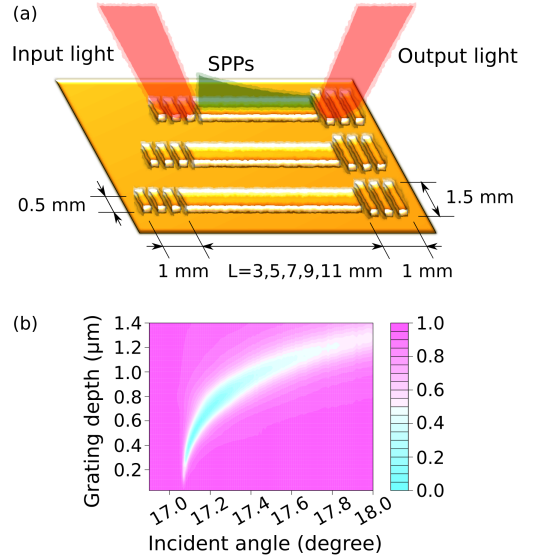 (a)
Input light
SPPs
Output light
0.5 mm
1.5 mm
1 mm
L=3,5,7,9,11 mm
1 mm
(b)
Grating depth (μm)
1.4
1.2
1.0
0.8
0.6
0.4
0.2
17.0
17.2
17.4
17.6
17.8
18.0
Incident angle (degree)
1.0
0.8
0.6
0.4
0.2
0.0